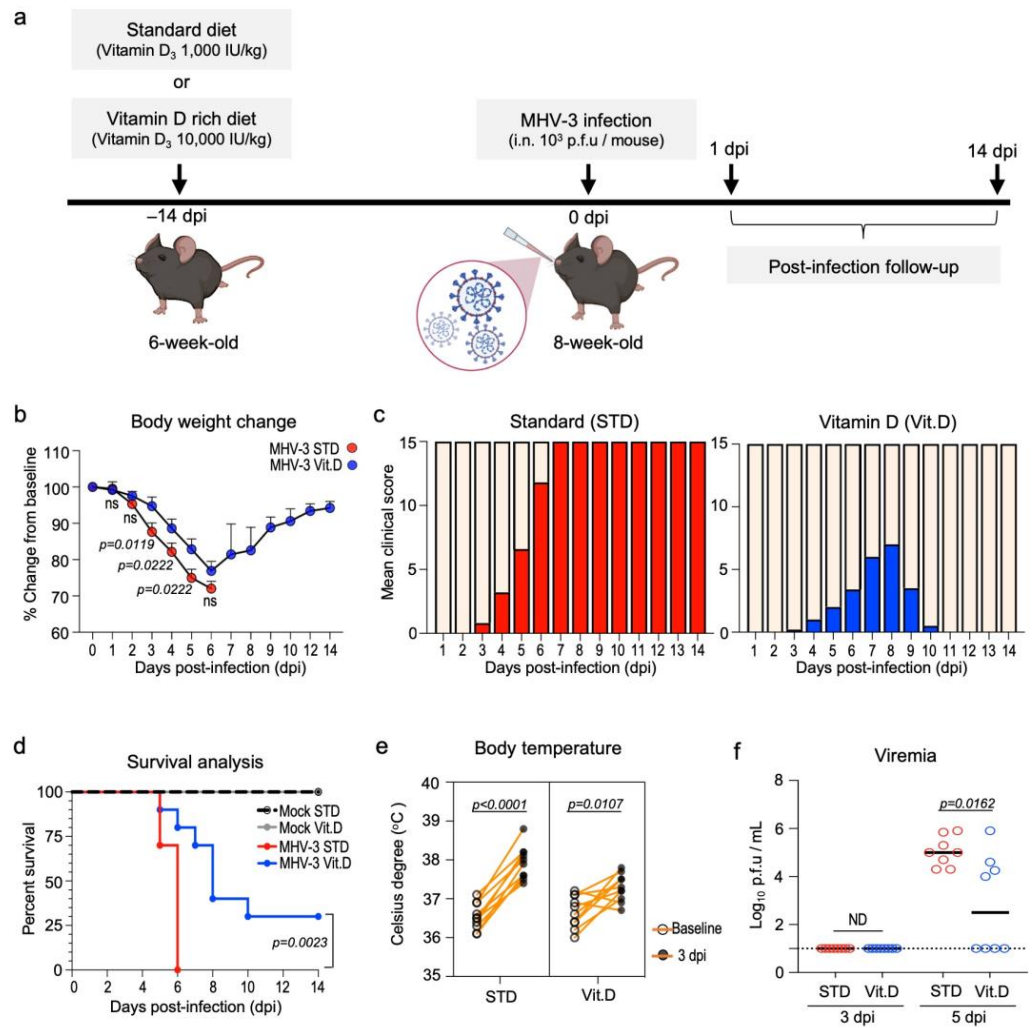 a
Standard diet
(Vitamin D₃ 1,000 IU/kg)
or
Vitamin D rich diet
(Vitamin D₃ 10,000 IU/kg)
MHV-3 infection
(i.n. 10³ p.f.u / mouse)
1 dpi
14 dpi
–14 dpi
0 dpi
Post-infection follow-up
6-week-old
8-week-old
b
Body weight change
MHV-3 STD
MHV-3 Vit.D
% Change from baseline
110
100
90
80
70
60
ns
ns
p=0.0119
p=0.0222
p=0.0222
ns
0 1 2 3 4 5 6 7 8 9 10 12 13 14
Days post-infection (dpi)
c
Standard (STD)
Mean clinical score
15
10
5
0
1 2 3 4 5 6 7 8 9 10 11 12 13 14
Days post-infection (dpi)
Vitamin D (Vit.D)
15
10
5
0
1 2 3 4 5 6 7 8 9 10 11 12 13 14
Days post-infection (dpi)
d
Survival analysis
Percent survival
100
75
50
25
0
Mock STD
Mock Vit.D
MHV-3 STD
MHV-3 Vit.D
p=0.0023
0 2 4 6 8 10 12 14
Days post-infection (dpi)
e
Body temperature
Celsius degree (°C)
40
39
38
37
36
35
p<0.0001
p=0.0107
Baseline
3 dpi
STD
Vit.D
f
Viremia
Log₁₀ p.f.u / mL
8
6
4
2
0
ND
p=0.0162
STD Vit.D STD Vit.D
3 dpi 5 dpi